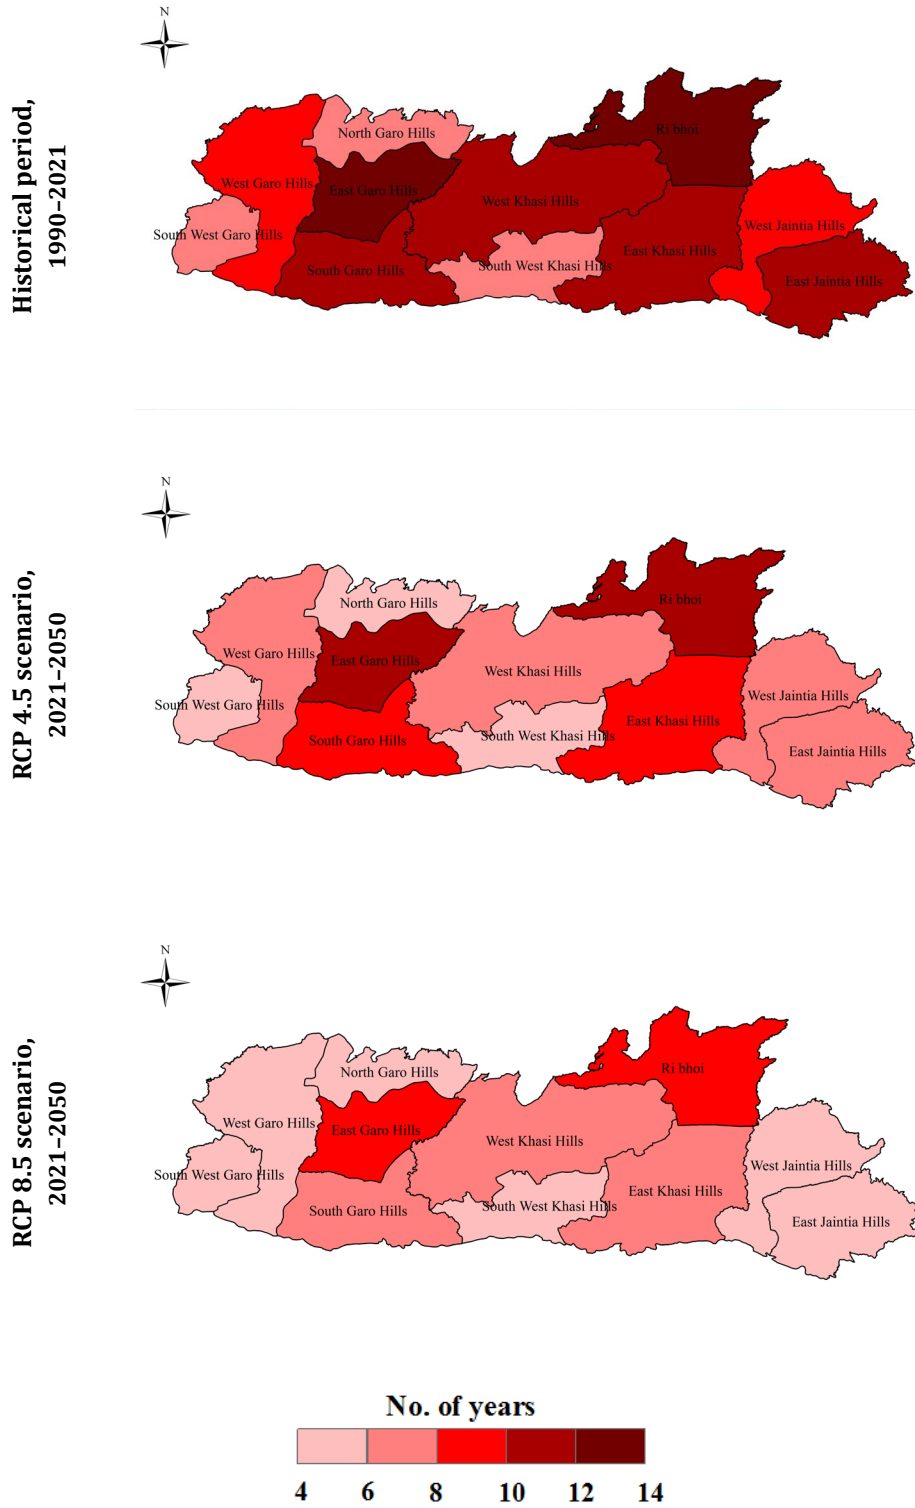 N
Historical period,
1990–2021
North Garo Hills
Ri bhoi
West Garo Hills
East Garo Hills
West Khasi Hills
South West Garo Hills
West Jaintia Hills
East Khasi Hills
South Garo Hills
South West Khasi Hills
East Jaintia Hills
N
RCP 4.5 scenario,
2021–2050
North Garo Hills
Ri bhoi
West Garo Hills
East Garo Hills
West Khasi Hills
South West Garo Hills
West Jaintia Hills
East Khasi Hills
South Garo Hills
South West Khasi Hills
East Jaintia Hills
N
RCP 8.5 scenario,
2021–2050
North Garo Hills
Ri bhoi
West Garo Hills
East Garo Hills
West Khasi Hills
South West Garo Hills
West Jaintia Hills
East Khasi Hills
South Garo Hills
South West Khasi Hills
East Jaintia Hills
No. of years
4 6 8 10 12 14